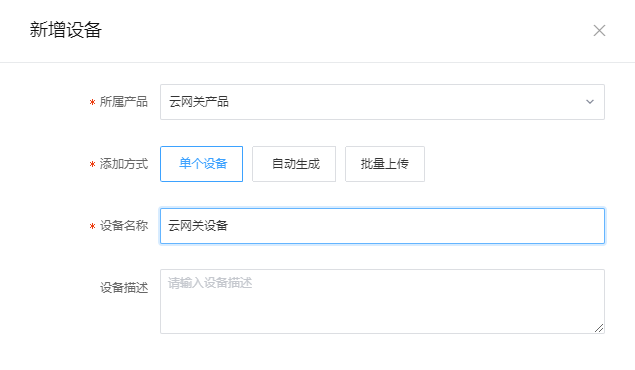 新增设备
* 所属产品 云网关产品
* 添加方式 单个设备 自动生成 批量上传
* 设备名称 云网关设备
设备描述 请输入设备描述